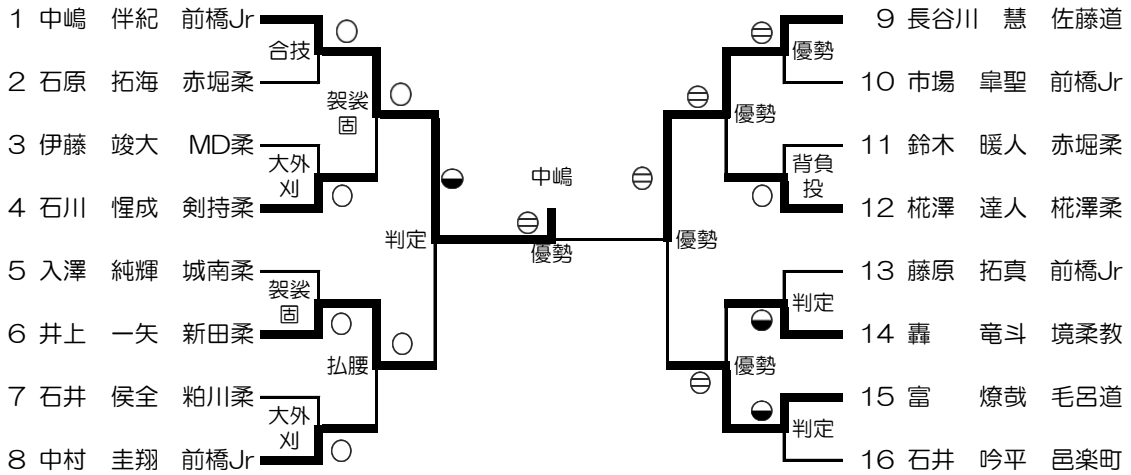 1 中嶋 伴紀 前橋Jr
合技
2 石原 拓海 赤堀柔
袈裟固
3 伊藤 竣大 MD柔
大外刈
4 石川 惺成 剣持柔
判定
5 入澤 純輝 城南柔
袈裟固
6 井上 一矢 新田柔
払腰
7 石井 侯全 粕川柔
大外刈
8 中村 圭翔 前橋Jr
中嶋
優勢
9 長谷川 慧 佐藤道
優勢
10 市場 皐聖 前橋Jr
優勢
11 鈴木 暖人 赤堀柔
背負投
12 椛澤 達人 椛澤柔
優勢
13 藤原 拓真 前橋Jr
判定
14 轟 竜斗 境柔教
優勢
15 富 燎哉 毛呂道
判定
16 石井 吟平 邑楽町